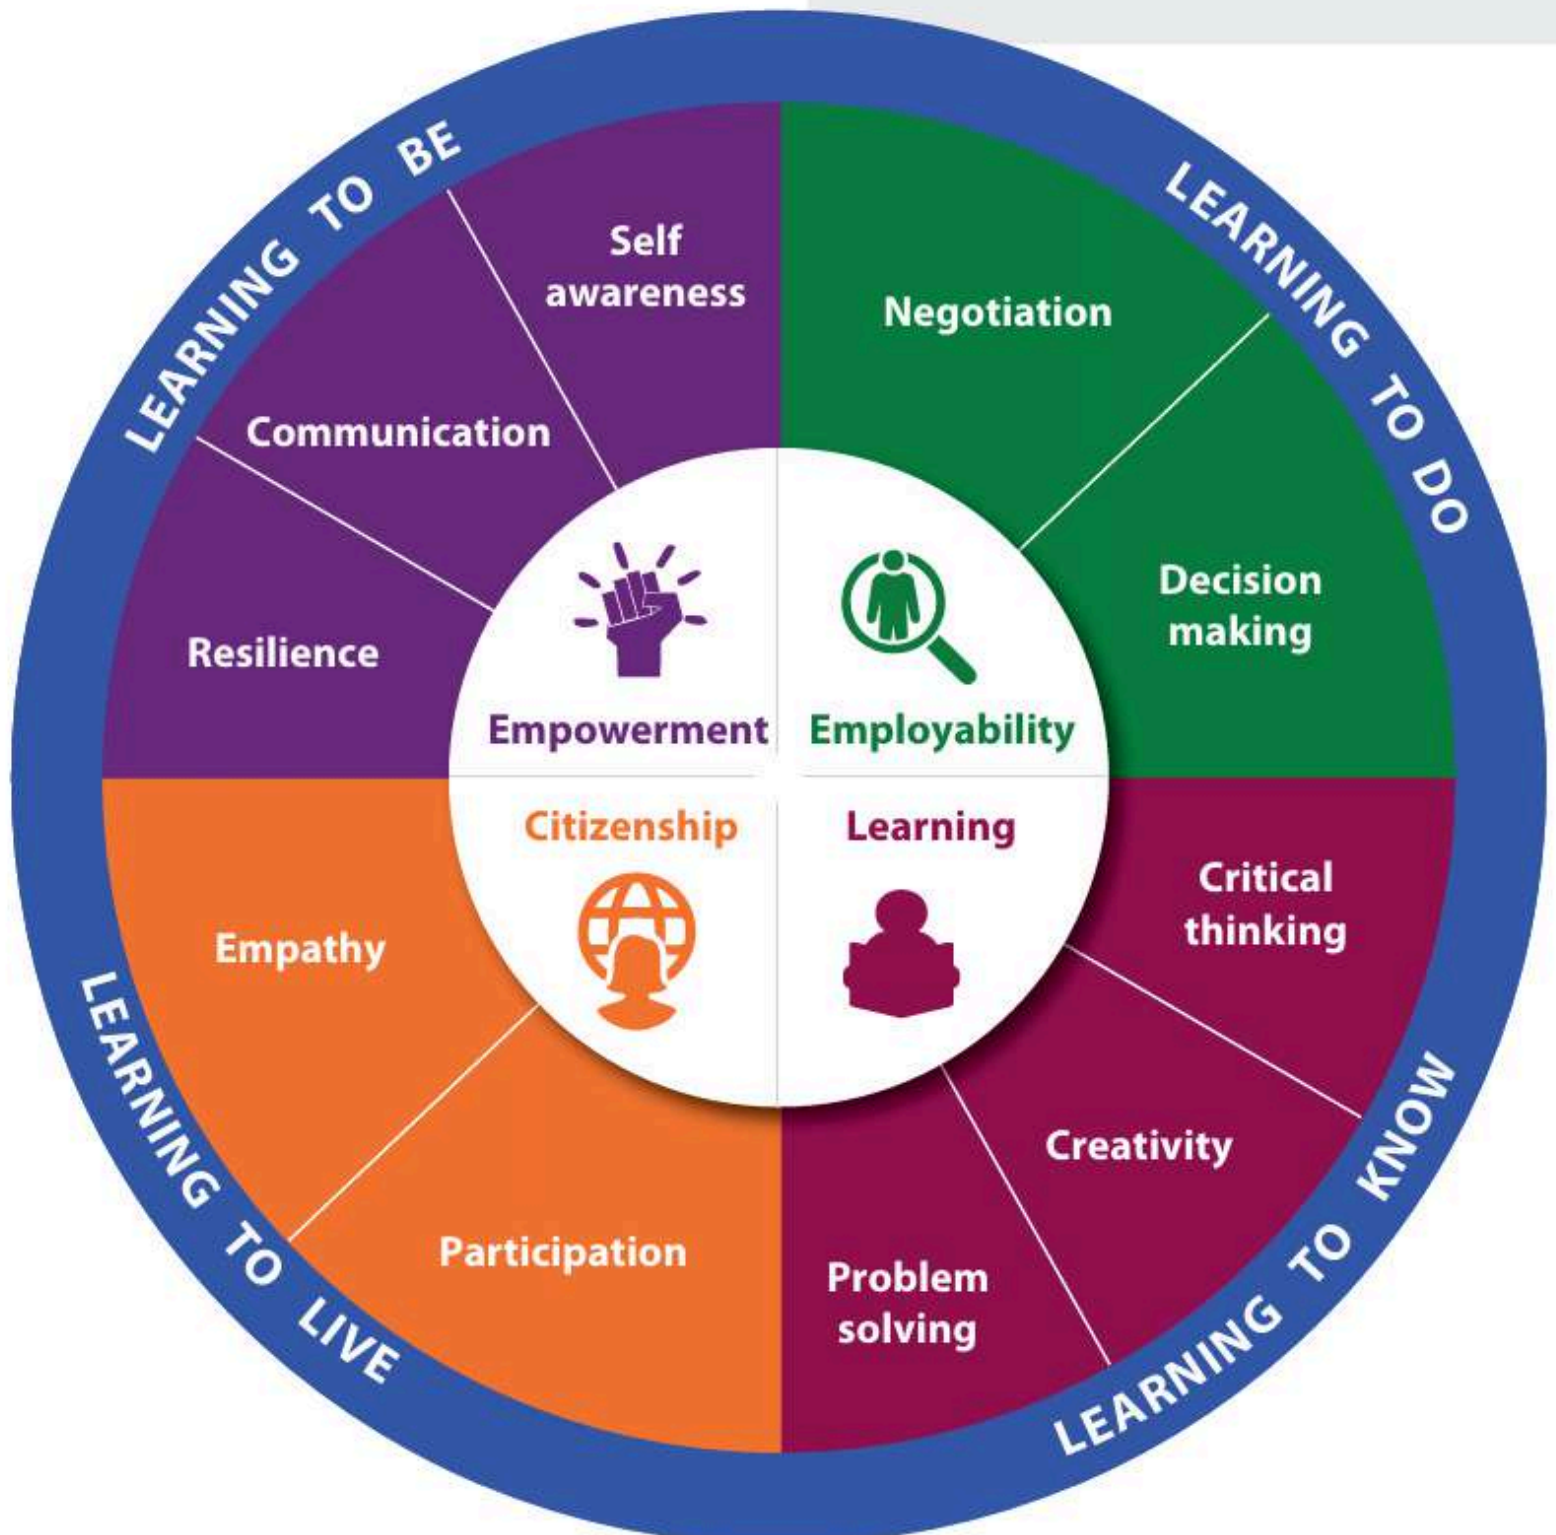 LEARNING TO BE
LEARNING TO DO
Self
awareness
Negotiation
Communication
Decision
making
Resilience
Empowerment
Employability
Citizenship
Learning
Critical
thinking
Empathy
Creativity
Participation
Problem
solving
LEARNING TO LIVE
LEARNING TO KNOW